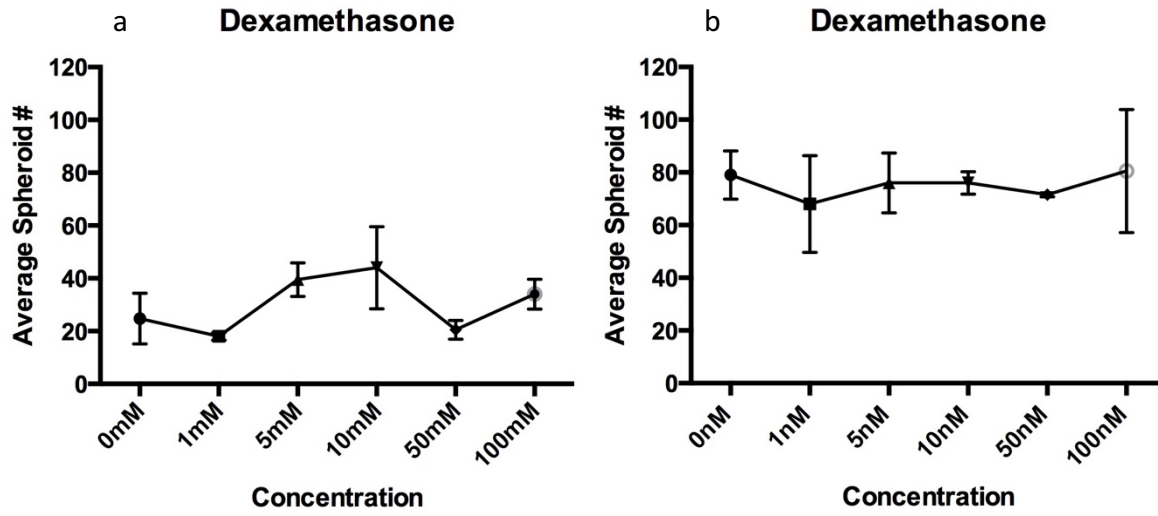 a Dexamethasone
120
100
80
60
40
20
0
Average Spheroid #
0mM
1mM
5mM
10mM
50mM
100mM
Concentration
b Dexamethasone
120
100
80
60
40
20
0
Average Spheroid #
0nM
1nM
5nM
10nM
50nM
100nM
Concentration